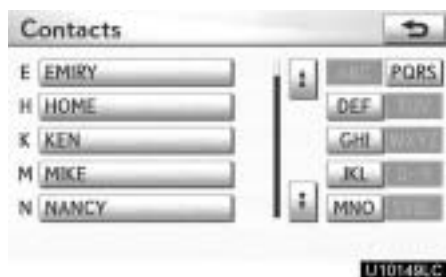 Contacts
E EMIRY PQRS
H HOME DEF
K KEN GHI
M MIKE JKL
N NANCY MNO
U10149LC